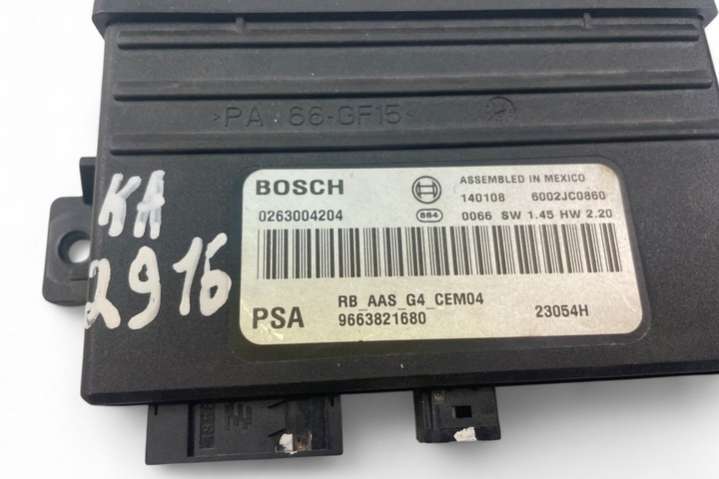 >PA 66-GF15<
KA
2916
BOSCH
ASSEMBLED IN MEXICO
140108 6002JC0860
0263004204
884 0066 SW 1.45 HW 2.20
RB_AAS_G4_CEM04
PSA 9663821680 23054H